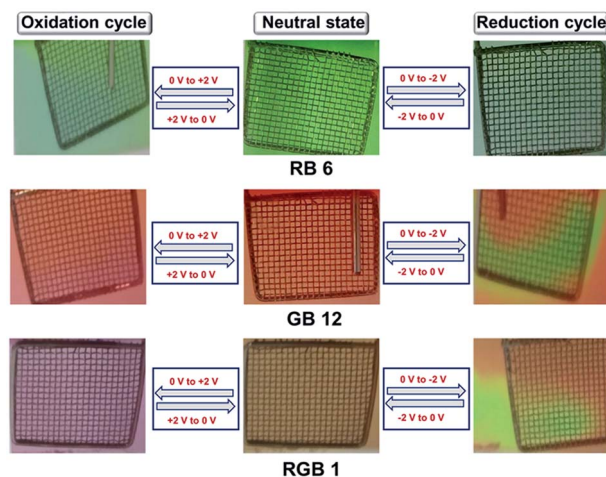 Oxidation cycle
Neutral state
Reduction cycle
0 V to +2 V
+2 V to 0 V
0 V to -2 V
-2 V to 0 V
RB 6
0 V to +2 V
+2 V to 0 V
0 V to -2 V
-2 V to 0 V
GB 12
0 V to +2 V
+2 V to 0 V
0 V to -2 V
-2 V to 0 V
RGB 1